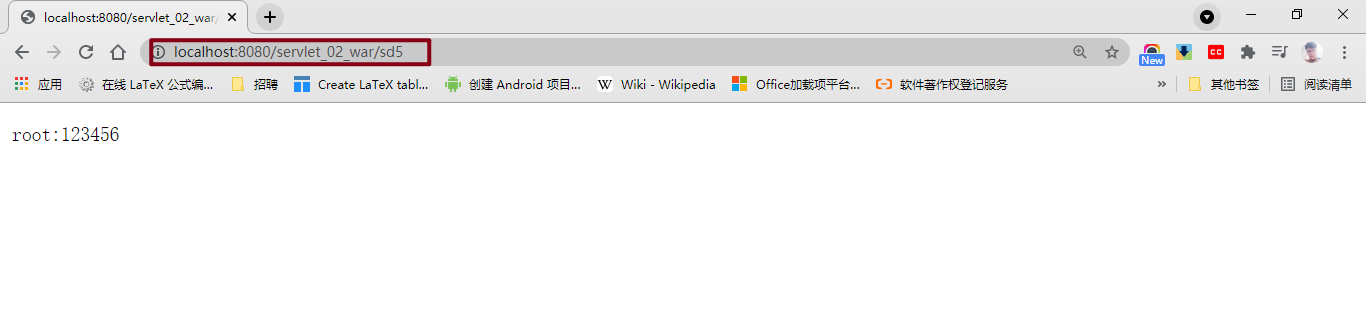 localhost:8080/servlet_02_war/
localhost:8080/servlet_02_war/sd5
New
CC
应用 在线 LaTeX 公式编... 招聘 Create LaTeX tabl... 创建 Android 项目... W Wiki - Wikipedia Office加载项平台... 软件著作权登记服务 » 其他书签 阅读清单
root:123456